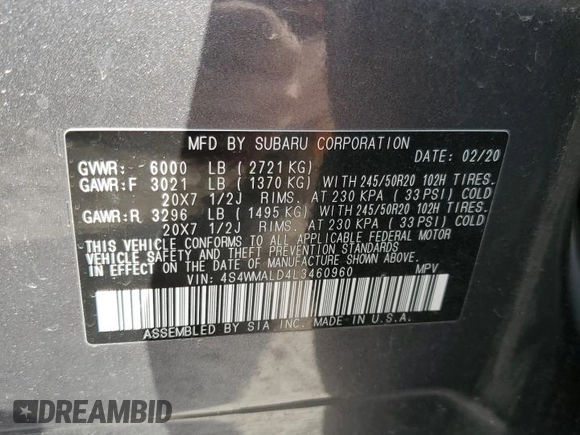 MFD BY SUBARU CORPORATION
DATE: 02/20
GVWR: 6000 LB ( 2721 KG)
GAWR:F 3021 LB ( 1370 KG) WITH 245/50R20 102H TIRES.
20X7 1/2J RIMS. AT 230 KPA ( 33 PSI) COLD
GAWR:R 3296 LB ( 1495 KG) WITH 245/50R20 102H TIRES.
20X7 1/2J RIMS. AT 230 KPA ( 33 PSI) COLD
THIS VEHICLE CONFORMS TO ALL APPLICABLE FEDERAL MOTOR
VEHICLE SAFETY AND THEFT PREVENTION STANDARDS
IN EFFECT ON THE DATE OF MANUFACTURE SHOWN ABOVE.
VIN: 4S4WMALD4L3460960 MPV
ASSEMBLED BY SIA INC. MADE IN U.S.A.
DREAMBID